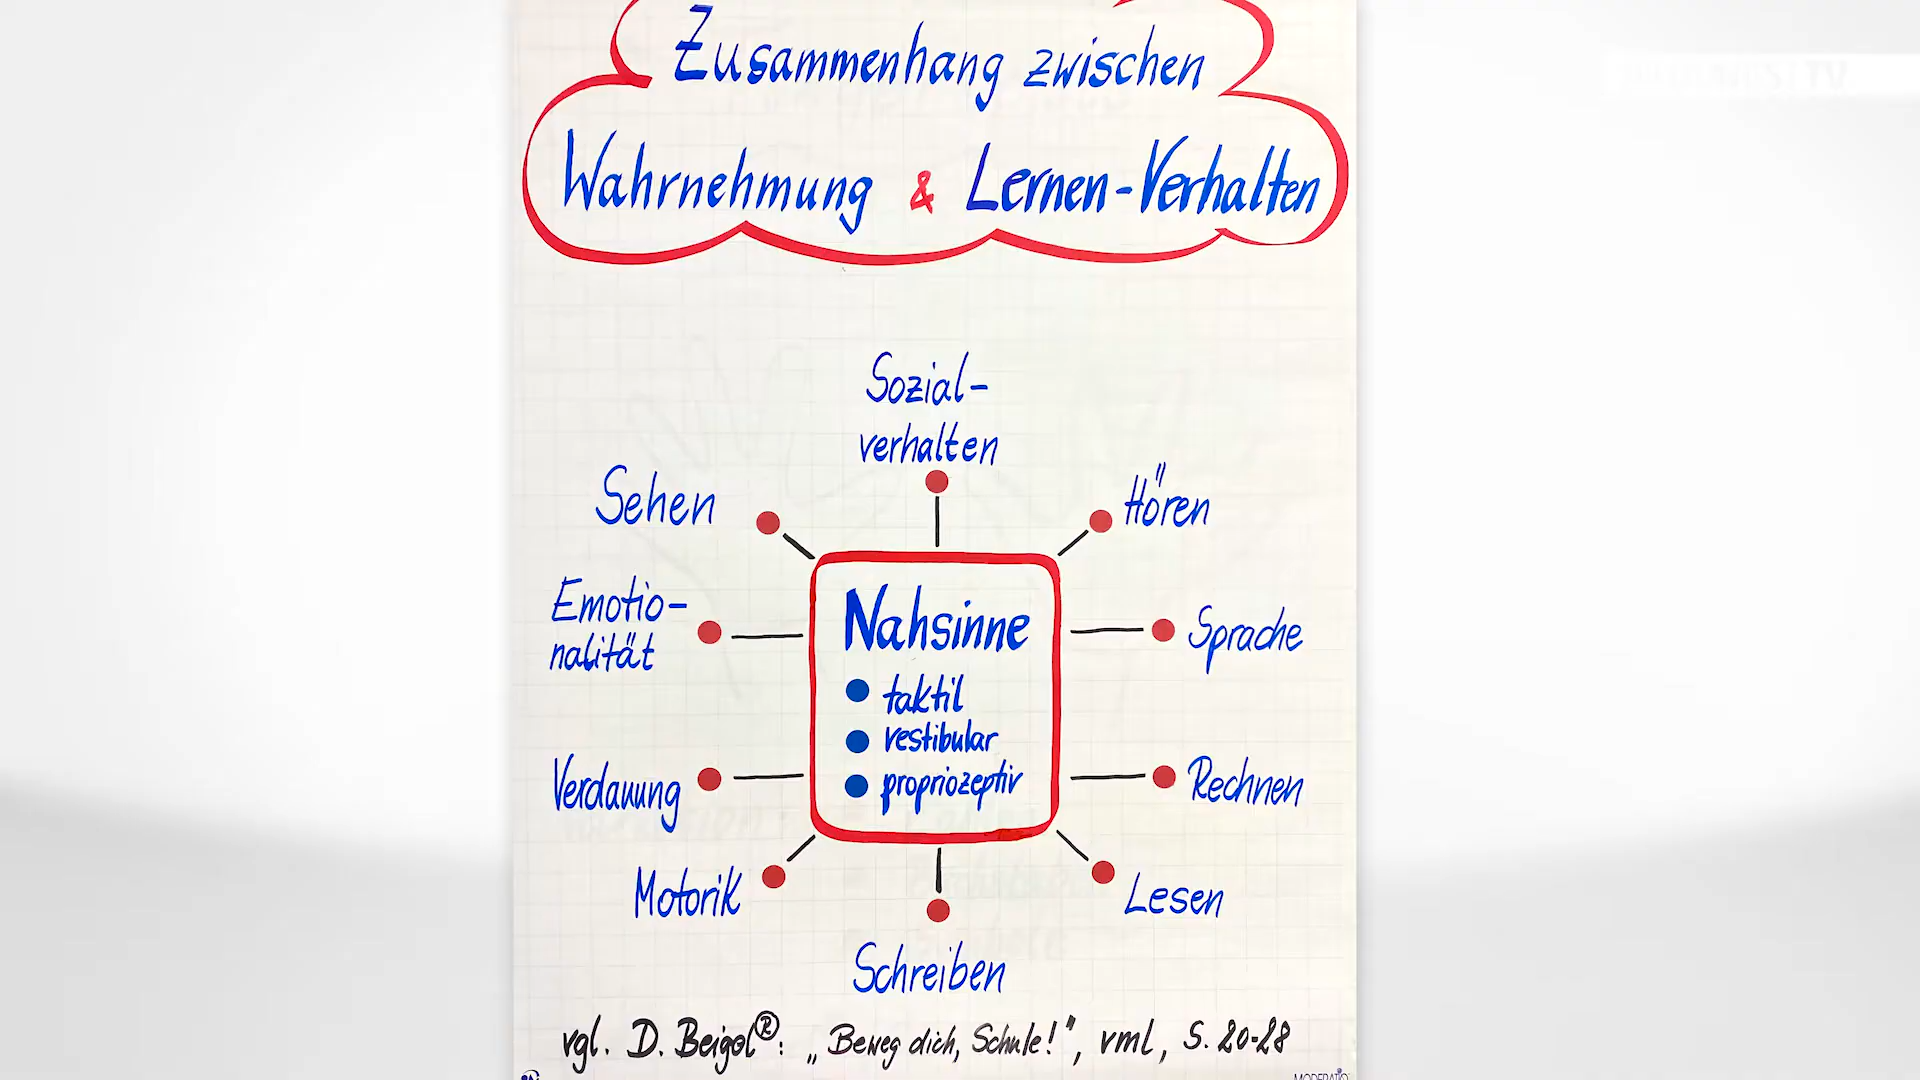 Zusammenhang zwischen
Wahrnehmung & Lernen-Verhalten
Sozial-
verhalten
Sehen
Hören
Emotio-
nalität
Sprache
Nahsinne
taktil
vestibular
propriozeptiv
Verdauung
Rechnen
Motorik
Lesen
Schreiben
vgl. D. Beigel®: „Beweg dich, Schule!", vml, S. 20-28